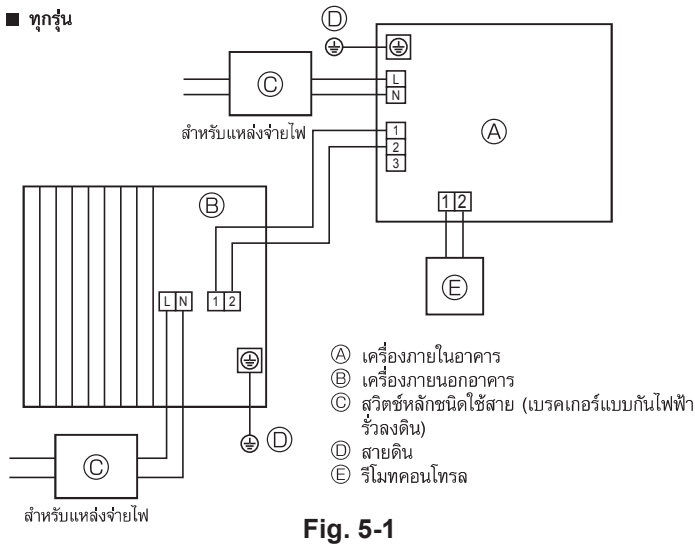 ■ ทุกรุ่น
Ⓓ
Ⓒ
L
N
สำหรับแหล่งจ่ายไฟ
1
2
3
Ⓐ
1 2
Ⓑ
L N 1 2
Ⓔ
Ⓓ
Ⓒ
สำหรับแหล่งจ่ายไฟ
Ⓐ เครื่องภายในอาคาร
Ⓑ เครื่องภายนอกอาคาร
Ⓒ สวิตช์หลักชนิดใช้สาย (เบรคเกอร์แบบกันไฟฟ้า
รั่วลงดิน)
Ⓓ สายดิน
Ⓔ รีโมทคอนโทรล
Fig. 5-1